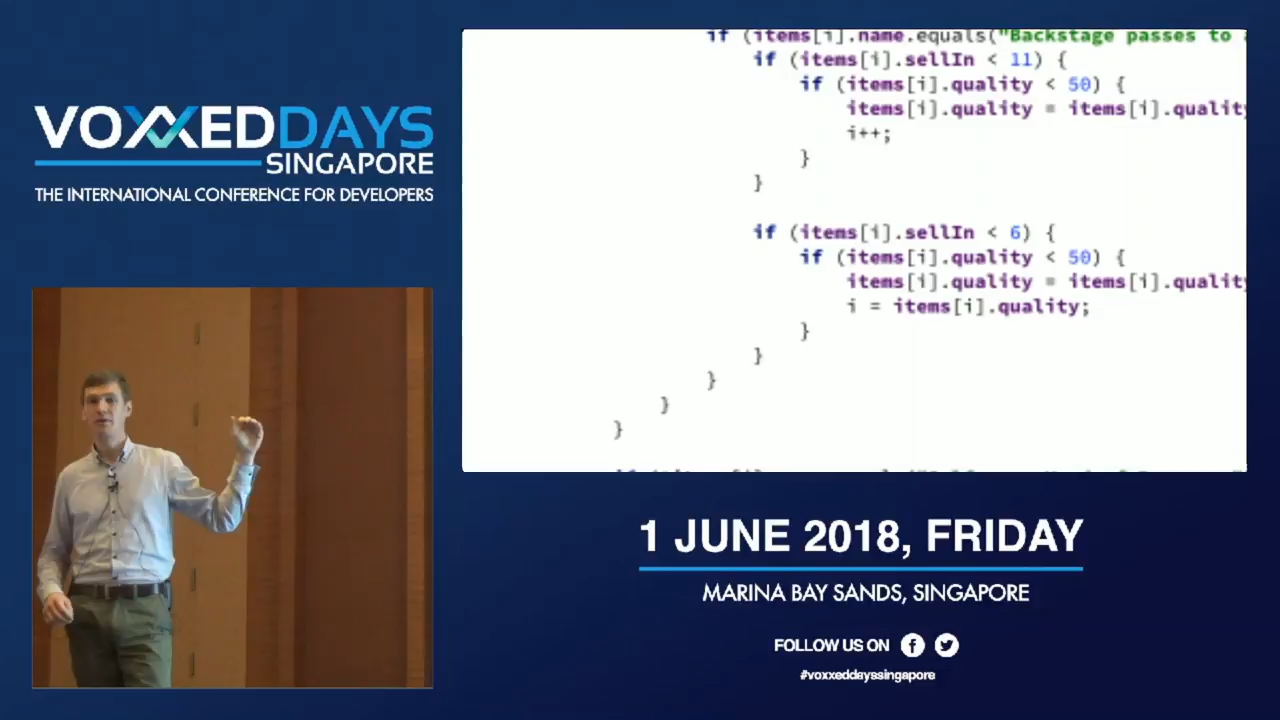 VOXXEDDAYS
SINGAPORE
THE INTERNATIONAL CONFERENCE FOR DEVELOPERS
if (items[i].name.equals("Backstage passes to
if (items[i].sellIn < 11) {
if (items[i].quality < 50) {
items[i].quality = items[i].quality
i++;
}
}
if (items[i].sellIn < 6) {
if (items[i].quality < 50) {
items[i].quality = items[i].quality
i = items[i].quality;
}
}
}
}
}
1 JUNE 2018, FRIDAY
MARINA BAY SANDS, SINGAPORE
FOLLOW US ON
#voxxeddayssingapore